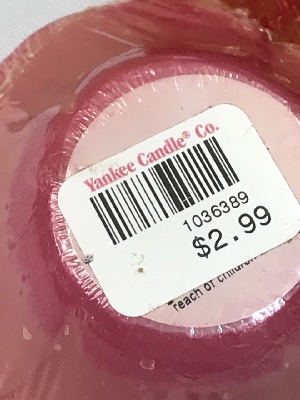 Yankee Candle® Co.
1036389
$2.99
reach of children